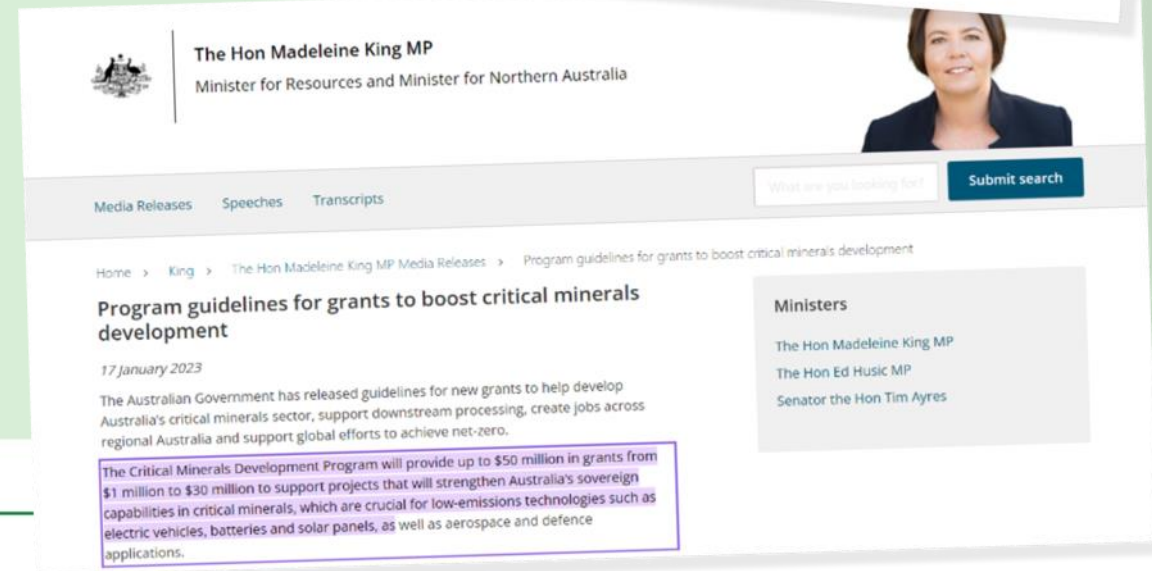 The Hon Madeleine King MP
Minister for Resources and Minister for Northern Australia
Media Releases Speeches Transcripts
What are you looking for?
Submit search
Home > King > The Hon Madeleine King MP Media Releases > Program guidelines for grants to boost critical minerals development
Program guidelines for grants to boost critical minerals
development
17 January 2023
The Australian Government has released guidelines for new grants to help develop
Australia's critical minerals sector, support downstream processing, create jobs across
regional Australia and support global efforts to achieve net-zero.
The Critical Minerals Development Program will provide up to $50 million in grants from
$1 million to $30 million to support projects that will strengthen Australia's sovereign
capabilities in critical minerals, which are crucial for low-emissions technologies such as
electric vehicles, batteries and solar panels, as well as aerospace and defence
applications.
Ministers
The Hon Madeleine King MP
The Hon Ed Husic MP
Senator the Hon Tim Ayres